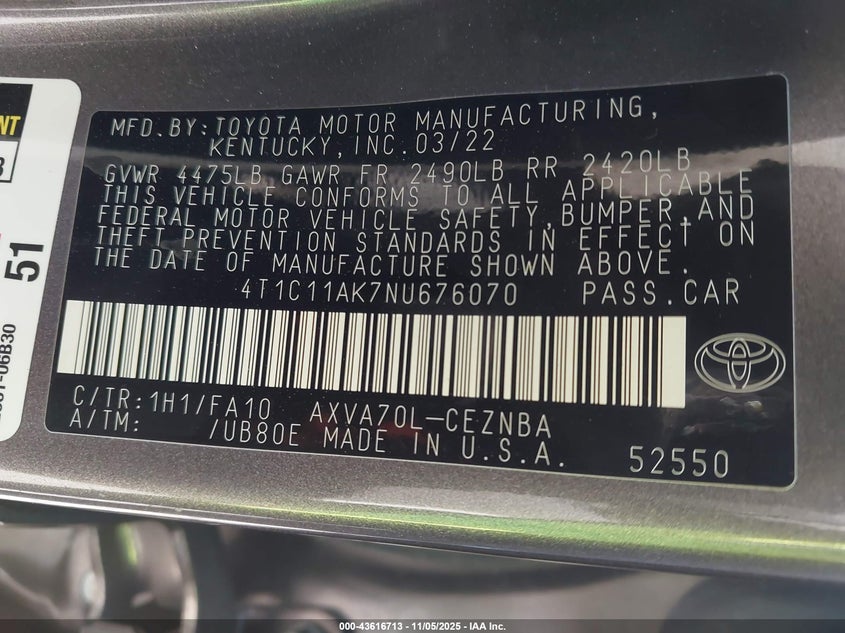 NT
3
51
MFD.BY:TOYOTA MOTOR MANUFACTURING,
KENTUCKY,INC.03/22
GVWR 4475LB GAWR FR 2490LB RR 2420LB
THIS VEHICLE CONFORMS TO ALL APPLICABLE
FEDERAL MOTOR VEHICLE SAFETY,BUMPER,AND
THEFT PREVENTION STANDARDS IN EFFECT ON
THE DATE OF MANUFACTURE SHOWN ABOVE.
4T1C11AK7NU676070 PASS.CAR
C/TR:1H1/FA10 AXVA70L-CEZNBA
A/TM: /UB80E MADE IN U.S.A.
52550
000-43616713 - 11/05/2025 - IAA Inc.